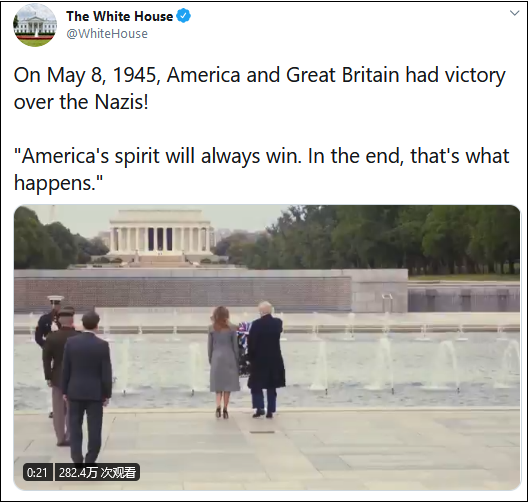 The White House
@WhiteHouse
On May 8, 1945, America and Great Britain had victory
over the Nazis!
"America's spirit will always win. In the end, that's what
happens."
0:21 282.4万 次观看